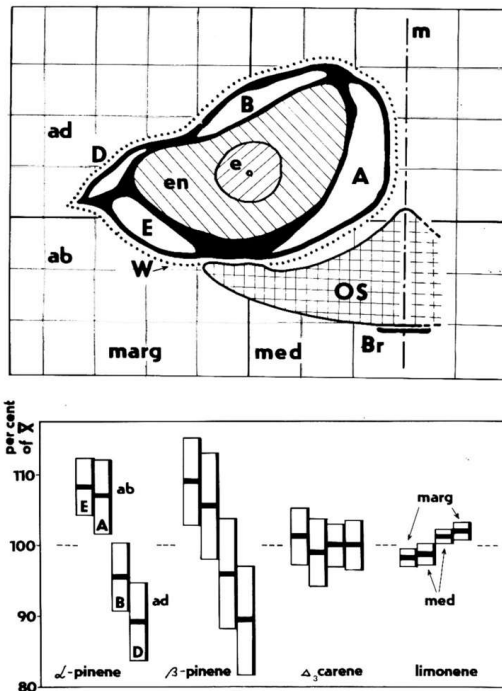 m
B
ad
D
e
A
en
E
ab
W
OS
marg
med
Br
per cent
of X̄
110
100
90
80
E
A
ab
B
ad
D
marg
med
α-pinene
β-pinene
Δ₃carene
limonene